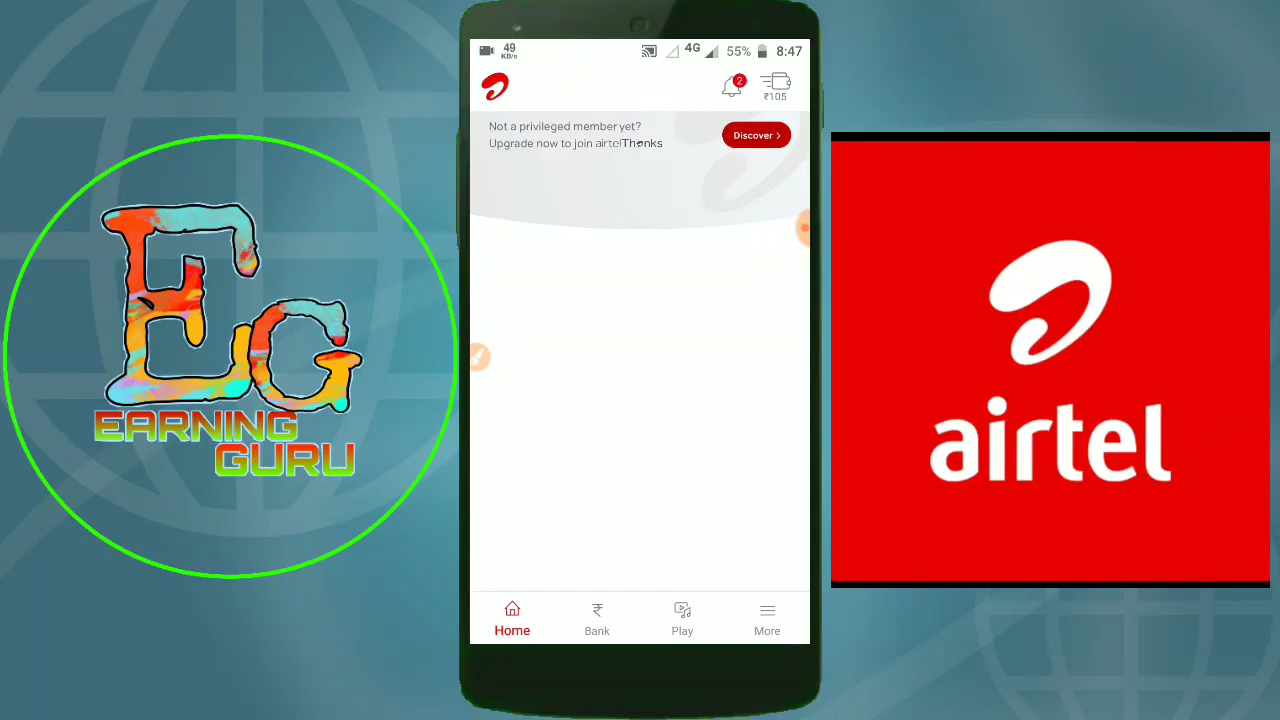 EG
EARNING
GURU
49
KB/s
4G
55%
8:47
2
₹105
Not a privileged member yet?
Upgrade now to join airtelThanks
Discover >
Home
Bank
Play
More
airtel